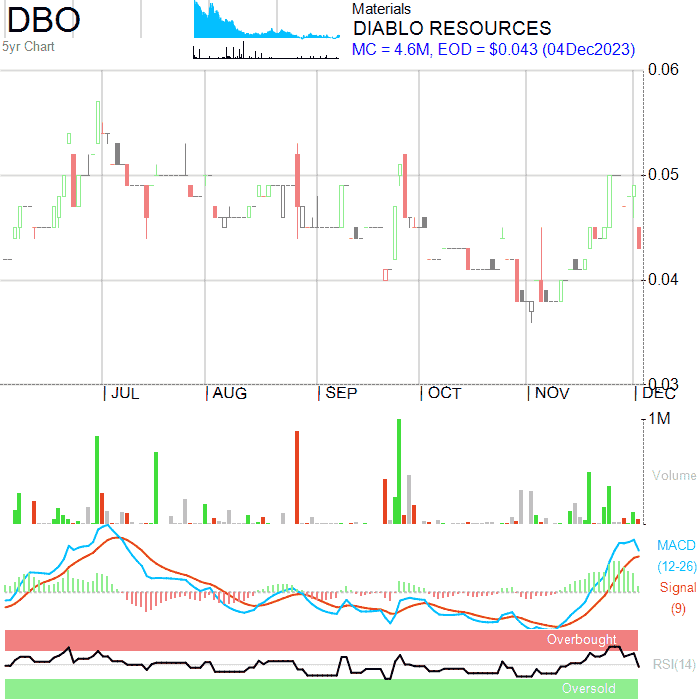 DBO
5yr Chart
Materials
DIABLO RESOURCES
MC = 4.6M, EOD = $0.043 (04Dec2023)
0.06
0.05
0.04
0.03
JUL AUG SEP OCT NOV DEC
1M
Volume
MACD
(12-26)
Signal
(9)
Overbought
RSI(14)
Oversold